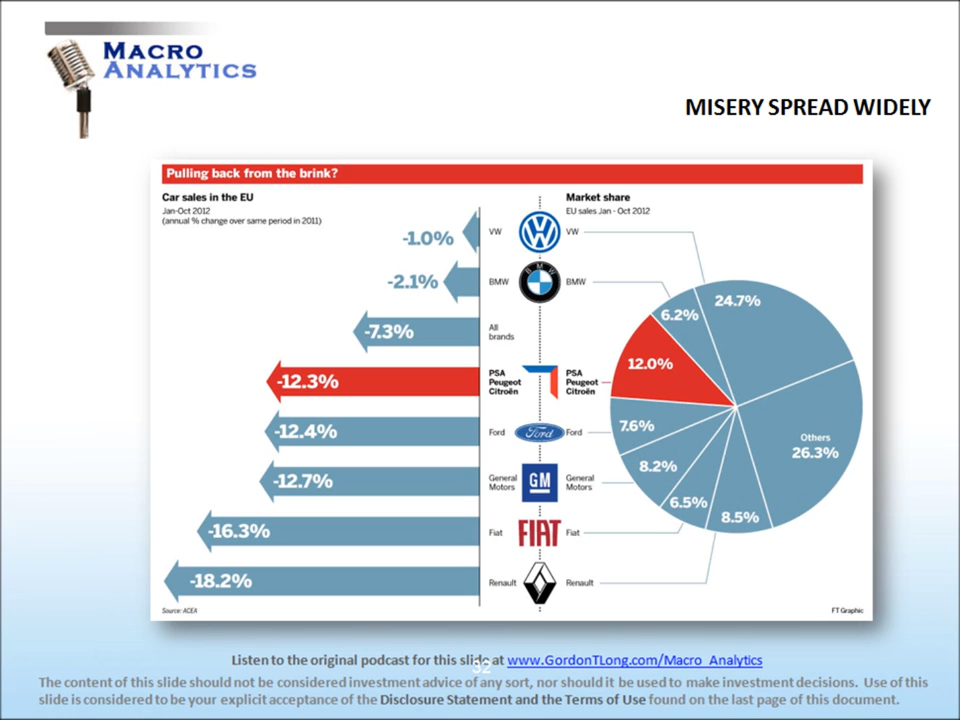 MACRO
ANALYTICS
MISERY SPREAD WIDELY
Pulling back from the brink?
Car sales in the EU
Jan-Oct 2012
(annual % change over same period in 2011)
Market share
EU sales Jan - Oct 2012
-1.0%
VW
VW
-2.1%
BMW
BMW
BMW
-7.3%
All
brands
-12.3%
PSA
Peugeot
Citroën
PSA
Peugeot
Citroën
-12.4%
Ford
Ford
Ford
-12.7%
General
Motors
GM
General
Motors
-16.3%
Fiat
FIAT
Fiat
-18.2%
Renault
Renault
24.7%
6.2%
12.0%
7.6%
8.2%
6.5%
8.5%
Others
26.3%
Source: ACEA
FT Graphic
32
Listen to the original podcast for this slide at www.GordonTLong.com/Macro_Analytics
The content of this slide should not be considered investment advice of any sort, nor should it be used to make investment decisions. Use of this
slide is considered to be your explicit acceptance of the Disclosure Statement and the Terms of Use found on the last page of this document.